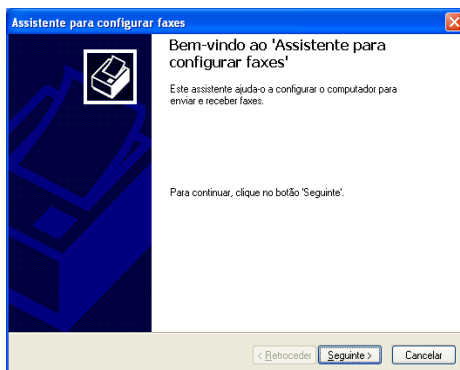 Assistente para configurar faxes
Bem-vindo ao 'Assistente para
configurar faxes'
Este assistente ajuda-o a configurar o computador para
enviar e receber faxes.
Para continuar, clique no botão 'Seguinte'.
< Retroceder Seguinte > Cancelar